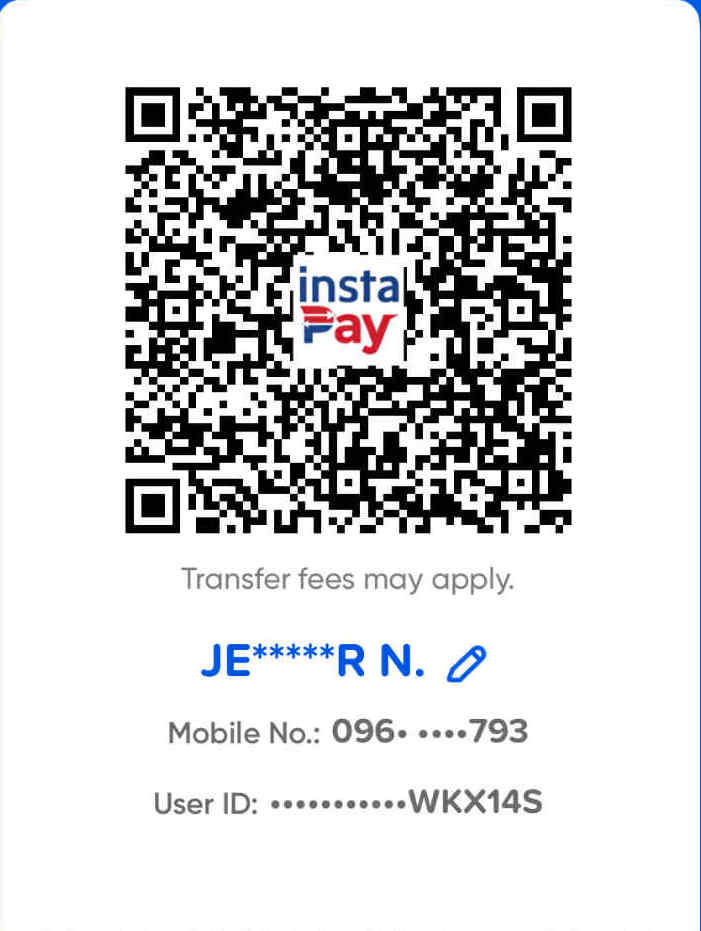 insta
Pay
Transfer fees may apply.
JE*****R N.
Mobile No.: 096• ••••793
User ID: •••••••••••WKX14S